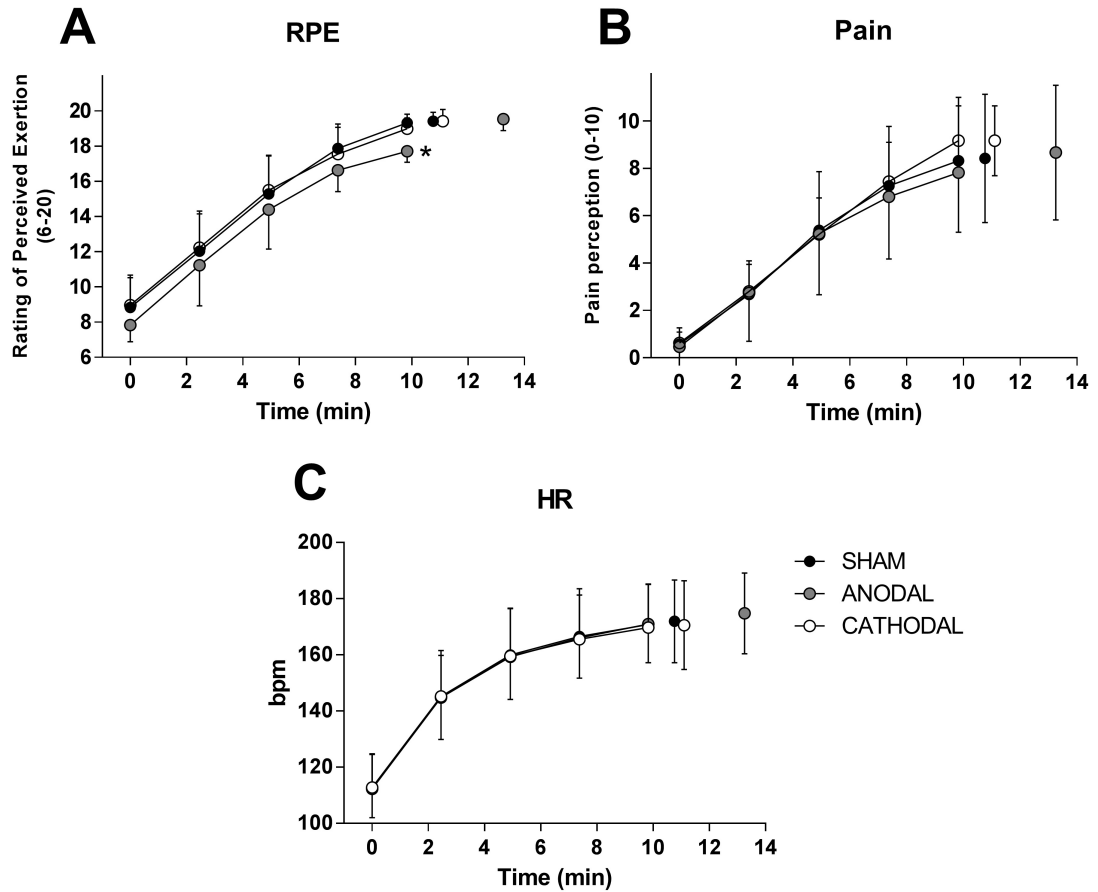 A
RPE
Rating of Perceived Exertion
(6-20)
20
18
16
14
12
10
8
6
0 2 4 6 8 10 12 14
Time (min)
*
B
Pain
Pain perception (0-10)
10
8
6
4
2
0
0 2 4 6 8 10 12 14
Time (min)
C
HR
bpm
200
180
160
140
120
100
0 2 4 6 8 10 12 14
Time (min)
SHAM
ANODAL
CATHODAL